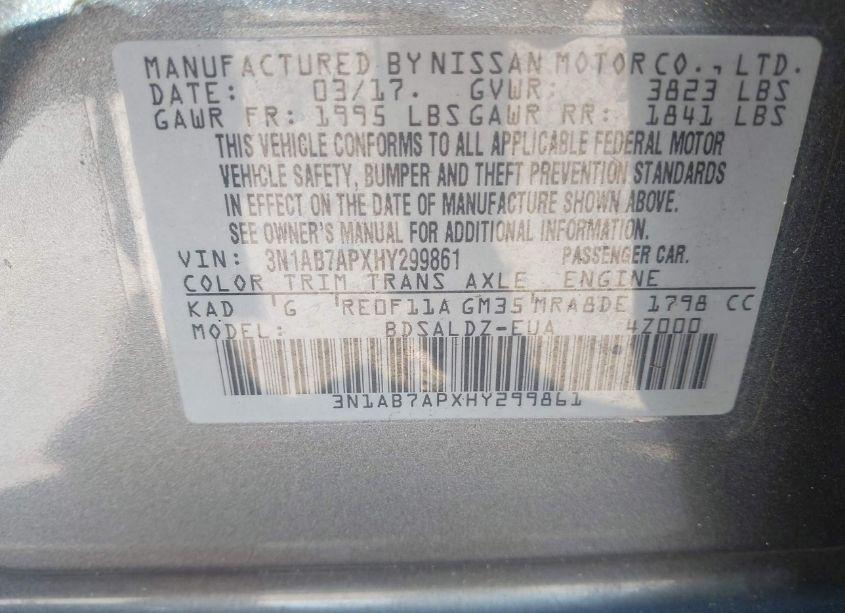 MANUFACTURED BY NISSAN MOTOR CO., LTD.
DATE: 03/17. GVWR: 3823 LBS
GAWR FR: 1995 LBS GAWR RR: 1841 LBS
THIS VEHICLE CONFORMS TO ALL APPLICABLE FEDERAL MOTOR
VEHICLE SAFETY, BUMPER AND THEFT PREVENTION STANDARDS
IN EFFECT ON THE DATE OF MANUFACTURE SHOWN ABOVE.
SEE OWNER'S MANUAL FOR ADDITIONAL INFORMATION.
VIN: 3N1AB7APXHY299861 PASSENGER CAR.
COLOR TRIM TRANS AXLE ENGINE
KAD G RE0F11A GM35 MRA8DE 1798 CC
MODEL: BDSALDZ-EUA 4Z000
3N1AB7APXHY299861